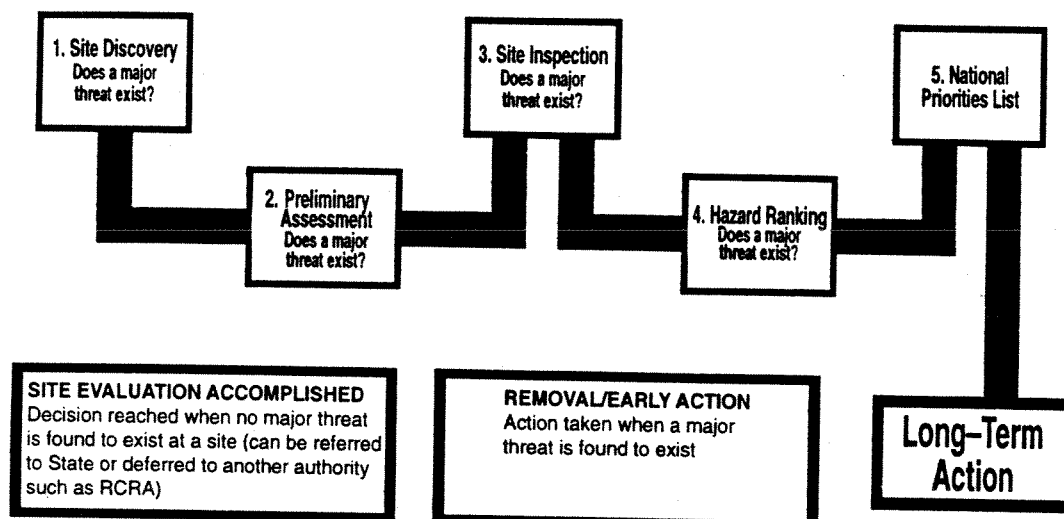 1. Site Discovery
Does a major
threat exist?
2. Preliminary
Assessment
Does a major
threat exist?
3. Site Inspection
Does a major
threat exist?
4. Hazard Ranking
Does a major
threat exist?
5. National
Priorities List
SITE EVALUATION ACCOMPLISHED
Decision reached when no major threat
is found to exist at a site (can be referred
to State or deferred to another authority
such as RCRA)
REMOVAL/EARLY ACTION
Action taken when a major
threat is found to exist
Long–Term
Action